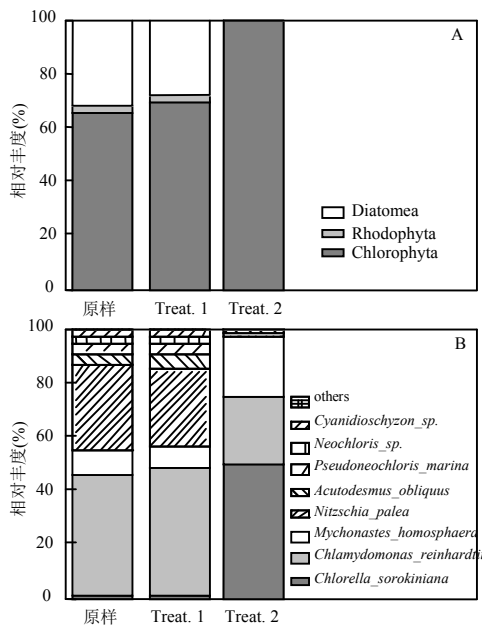 100
A
80
60
相对丰度(%)
40
Diatomea
Rhodophyta
20
Chlorophyta
0
原样 Treat. 1 Treat. 2
100
B
80
others
Cyanidioschyzon_sp.
60
Neochloris_sp.
相对丰度(%)
Pseudoneochloris_marina
40
Acutodesmus_obliquus
Nitzschia_palea
20
Mychonastes_homosphaera
Chlamydomonas_reinhardtii
Chlorella_sorokiniana
0
原样 Treat. 1 Treat. 2